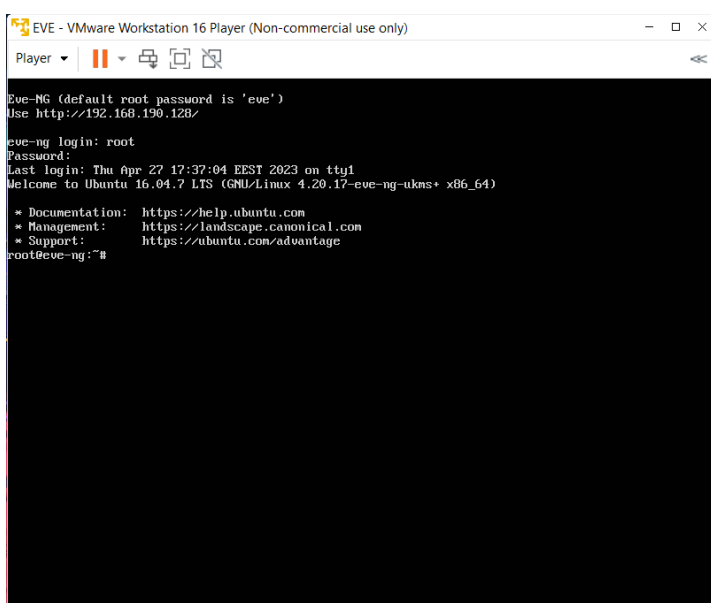 EVE - VMware Workstation 16 Player (Non-commercial use only)
Player
Eve-NG (default root password is 'eve')
Use http://192.168.190.128/
eve-ng login: root
Password:
Last login: Thu Apr 27 17:37:04 EEST 2023 on tty1
Welcome to Ubuntu 16.04.7 LTS (GNU/Linux 4.20.17-eve-ng-ukms+ x86_64)
* Documentation:  https://help.ubuntu.com
* Management:     https://landscape.canonical.com
* Support:        https://ubuntu.com/advantage
root@eve-ng:~#